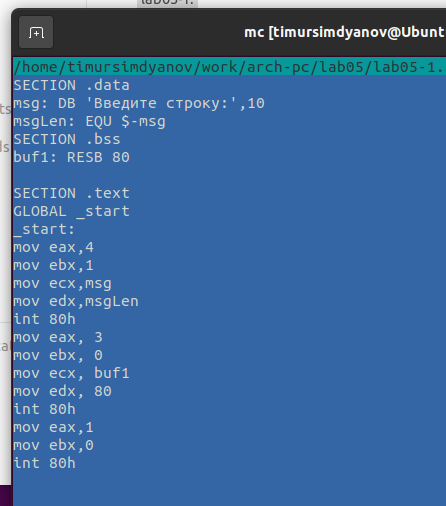 lab05-1.
mc [timursimdyanov@Ubunt
/home/timursimdyanov/work/arch-pc/lab05/lab05-1.
SECTION .data
msg: DB 'Введите строку:',10
msgLen: EQU $-msg
SECTION .bss
buf1: RESB 80
SECTION .text
GLOBAL _start
_start:
mov eax,4
mov ebx,1
mov ecx,msg
mov edx,msgLen
int 80h
mov eax, 3
mov ebx, 0
mov ecx, buf1
mov edx, 80
int 80h
mov eax,1
mov ebx,0
int 80h